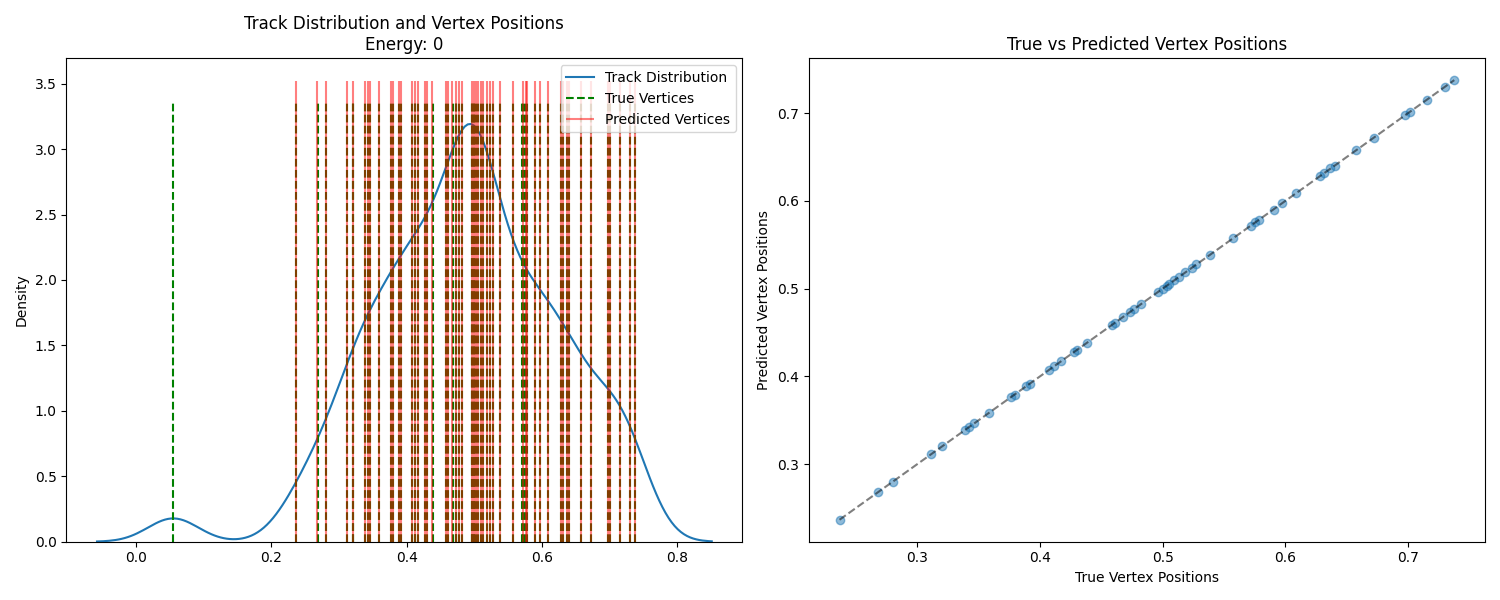 Track Distribution and Vertex Positions
Energy: 0
Track Distribution
True Vertices
Predicted Vertices
Density
3.5
3.0
2.5
2.0
1.5
1.0
0.5
0.0
0.0
0.2
0.4
0.6
0.8
True vs Predicted Vertex Positions
Predicted Vertex Positions
0.7
0.6
0.5
0.4
0.3
0.3
0.4
0.5
0.6
0.7
True Vertex Positions